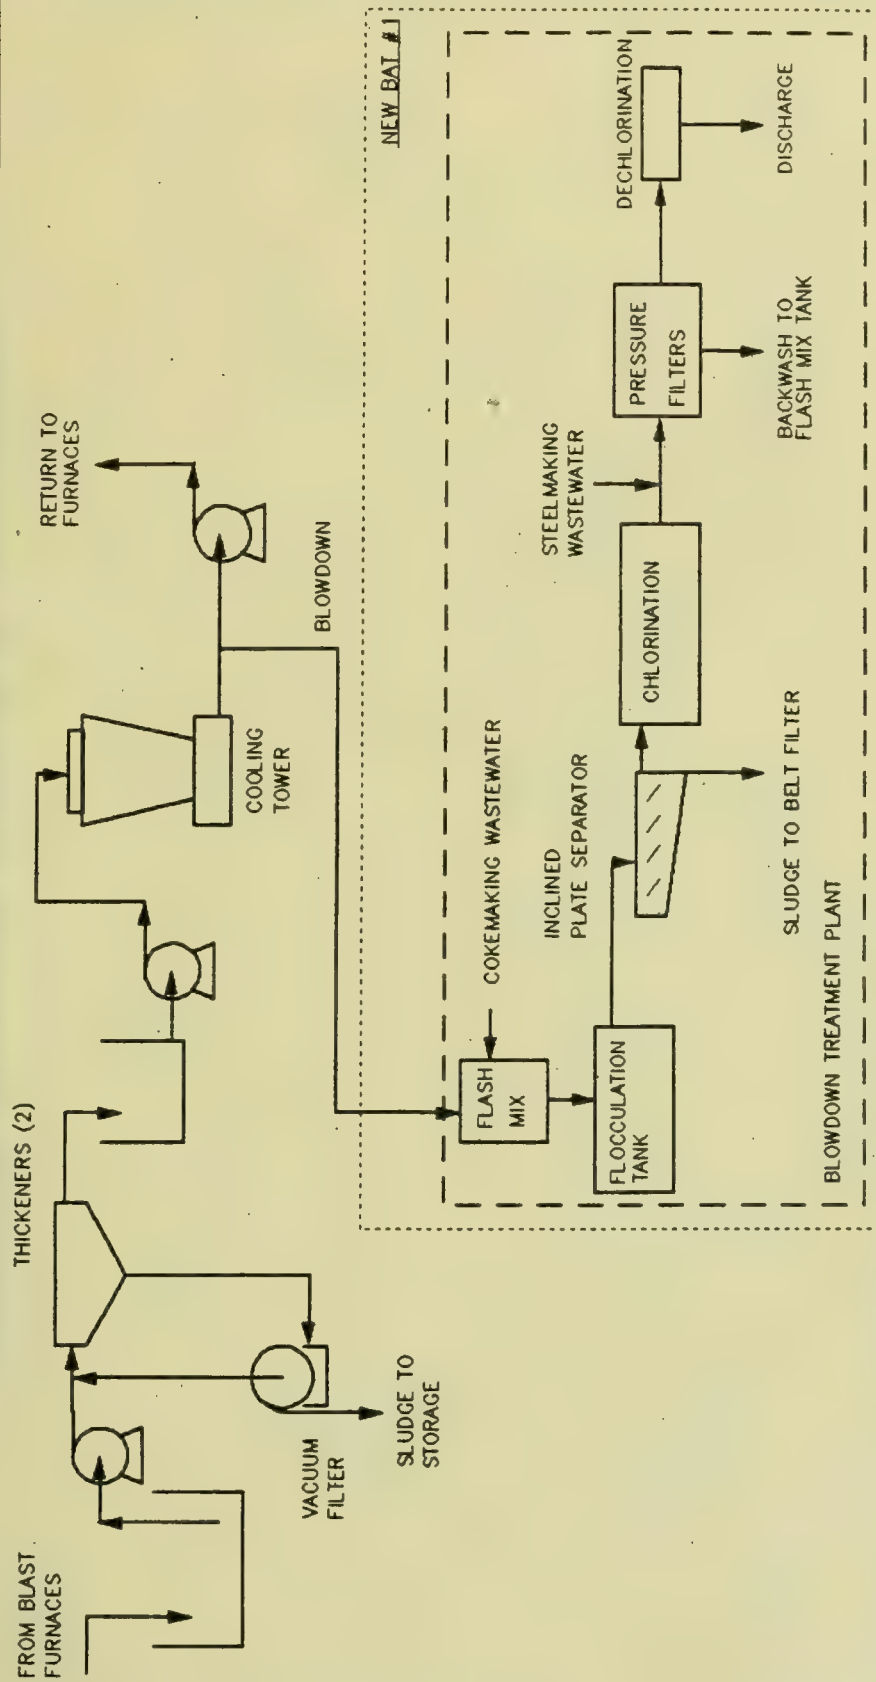 FROM BLAST
FURNACES
THICKENERS (2)
VACUUM
FILTER
SLUDGE TO
STORAGE
COOLING
TOWER
RETURN TO
FURNACES
BLOWDOWN
NEW BAT #1
FLASH
MIX
COKEMAKING WASTEWATER
FLOCCULATION
TANK
INCLINED
PLATE SEPARATOR
SLUDGE TO BELT FILTER
CHLORINATION
STEELMAKING
WASTEWATER
PRESSURE
FILTERS
BACKWASH TO
FLASH MIX TANK
DECHLORINATION
DISCHARGE
BLOWDOWN TREATMENT PLANT